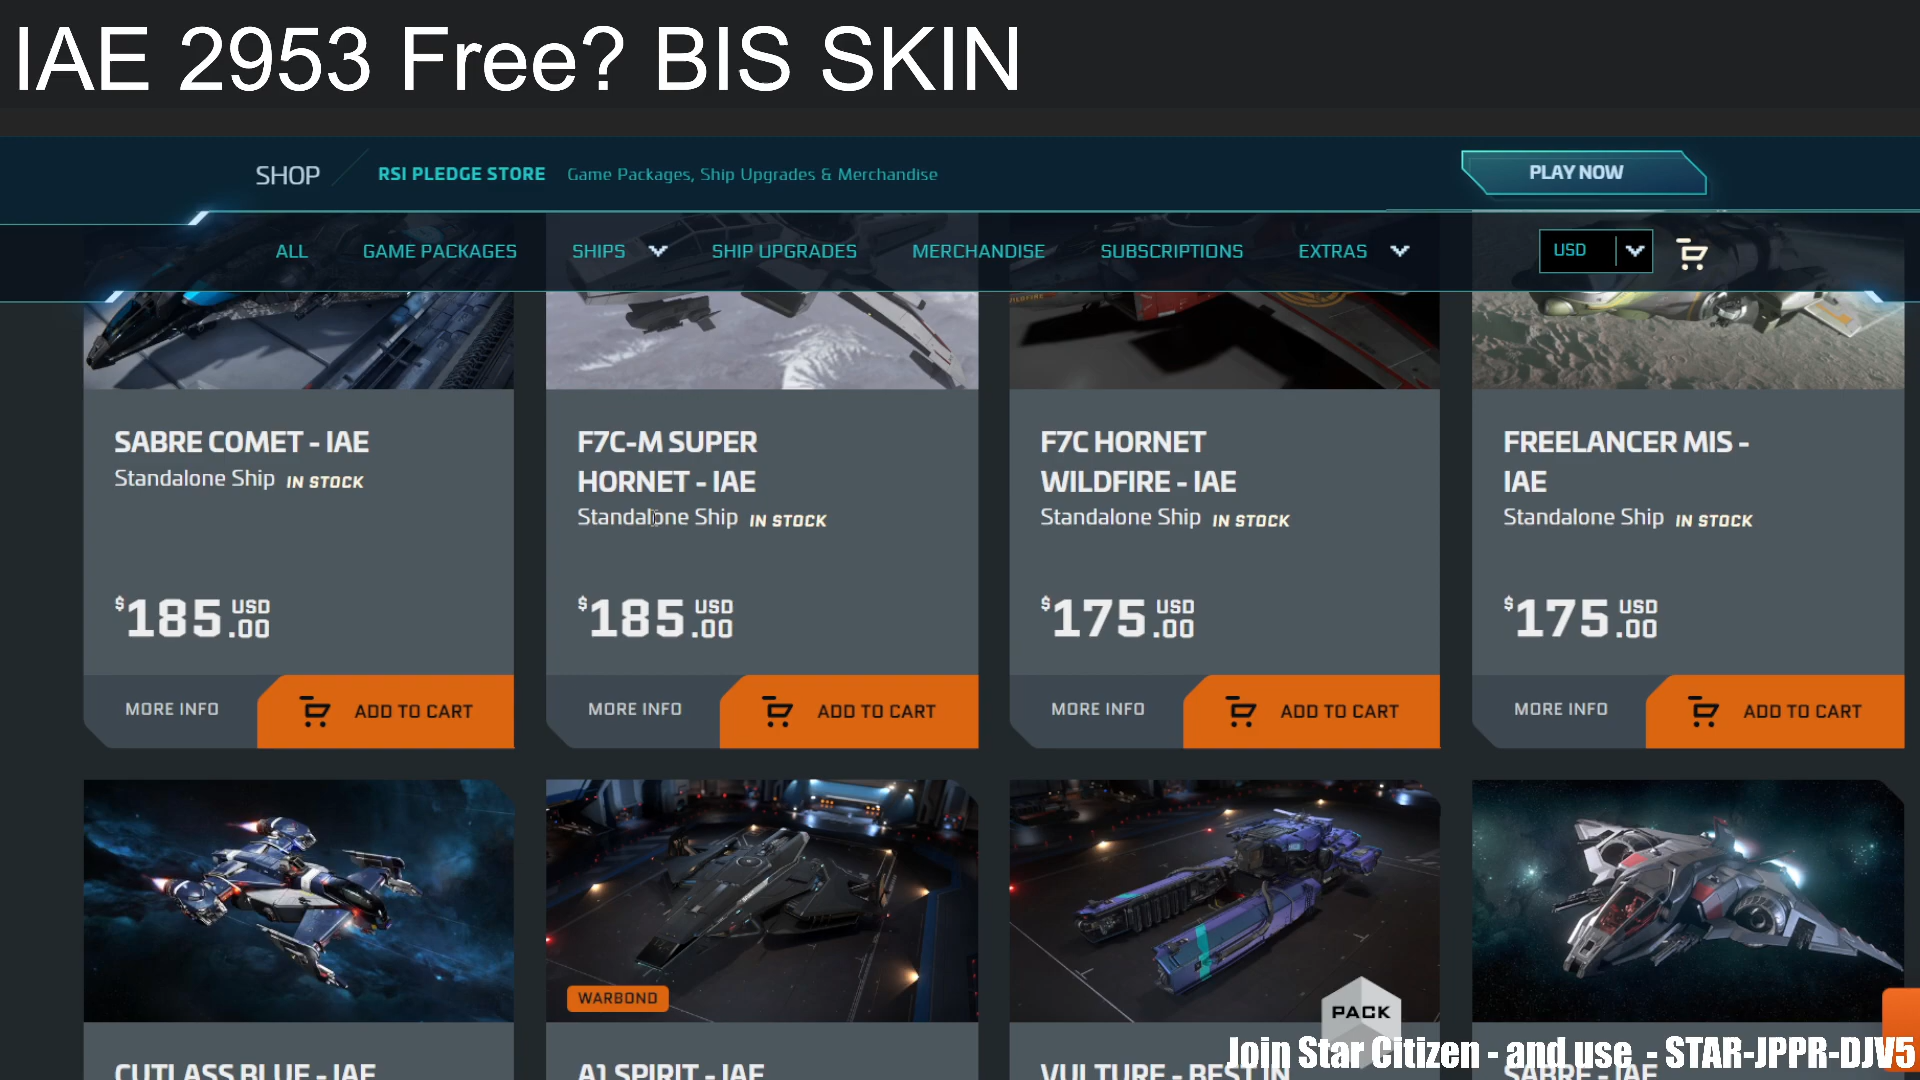 IAE 2953 Free? BIS SKIN
SHOP
RSI PLEDGE STORE
Game Packages, Ship Upgrades & Merchandise
PLAY NOW
ALL
GAME PACKAGES
SHIPS
SHIP UPGRADES
MERCHANDISE
SUBSCRIPTIONS
EXTRAS
USD
SABRE COMET - IAE
Standalone Ship IN STOCK
$185.00 USD
MORE INFO
ADD TO CART
F7C-M SUPER
HORNET - IAE
Standalone Ship IN STOCK
$185.00 USD
MORE INFO
ADD TO CART
F7C HORNET
WILDFIRE - IAE
Standalone Ship IN STOCK
$175.00 USD
MORE INFO
ADD TO CART
FREELANCER MIS -
IAE
Standalone Ship IN STOCK
$175.00 USD
MORE INFO
ADD TO CART
WARBOND
PACK
CUTLASS BLUE - IAE
A1 SPIRIT - IAE
VULTURE - BEST IN
SABRE - IAE
Join Star Citizen - and use - STAR-JPPR-DJV5